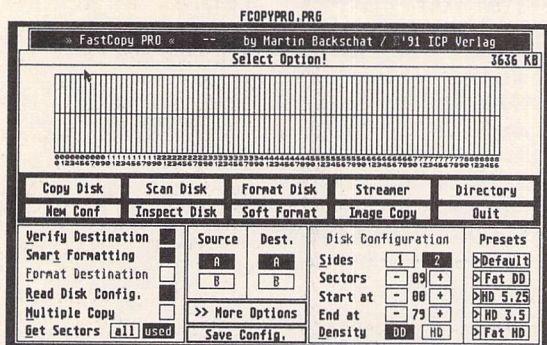 FCOPYPRO.PRG
» FastCopy PRO « -- by Martin Backschat / '91 ICP Verlag
Select Option! 3636 KB
Copy Disk Scan Disk Format Disk Streamer Directory
New Conf Inspect Disk Soft Format Image Copy Quit
Verify Destination
Smart Formatting
Format Destination
Read Disk Config.
Multiple Copy
Get Sectors all used
Source Dest.
A A
B B
>> More Options
Save Config.
Disk Configuration
Sides 1 2
Sectors - 09 +
Start at - 00 +
End at - 79 +
Density DD HD
Presets
Default
Fat DD
HD 5.25
HD 3.5
Fat HD